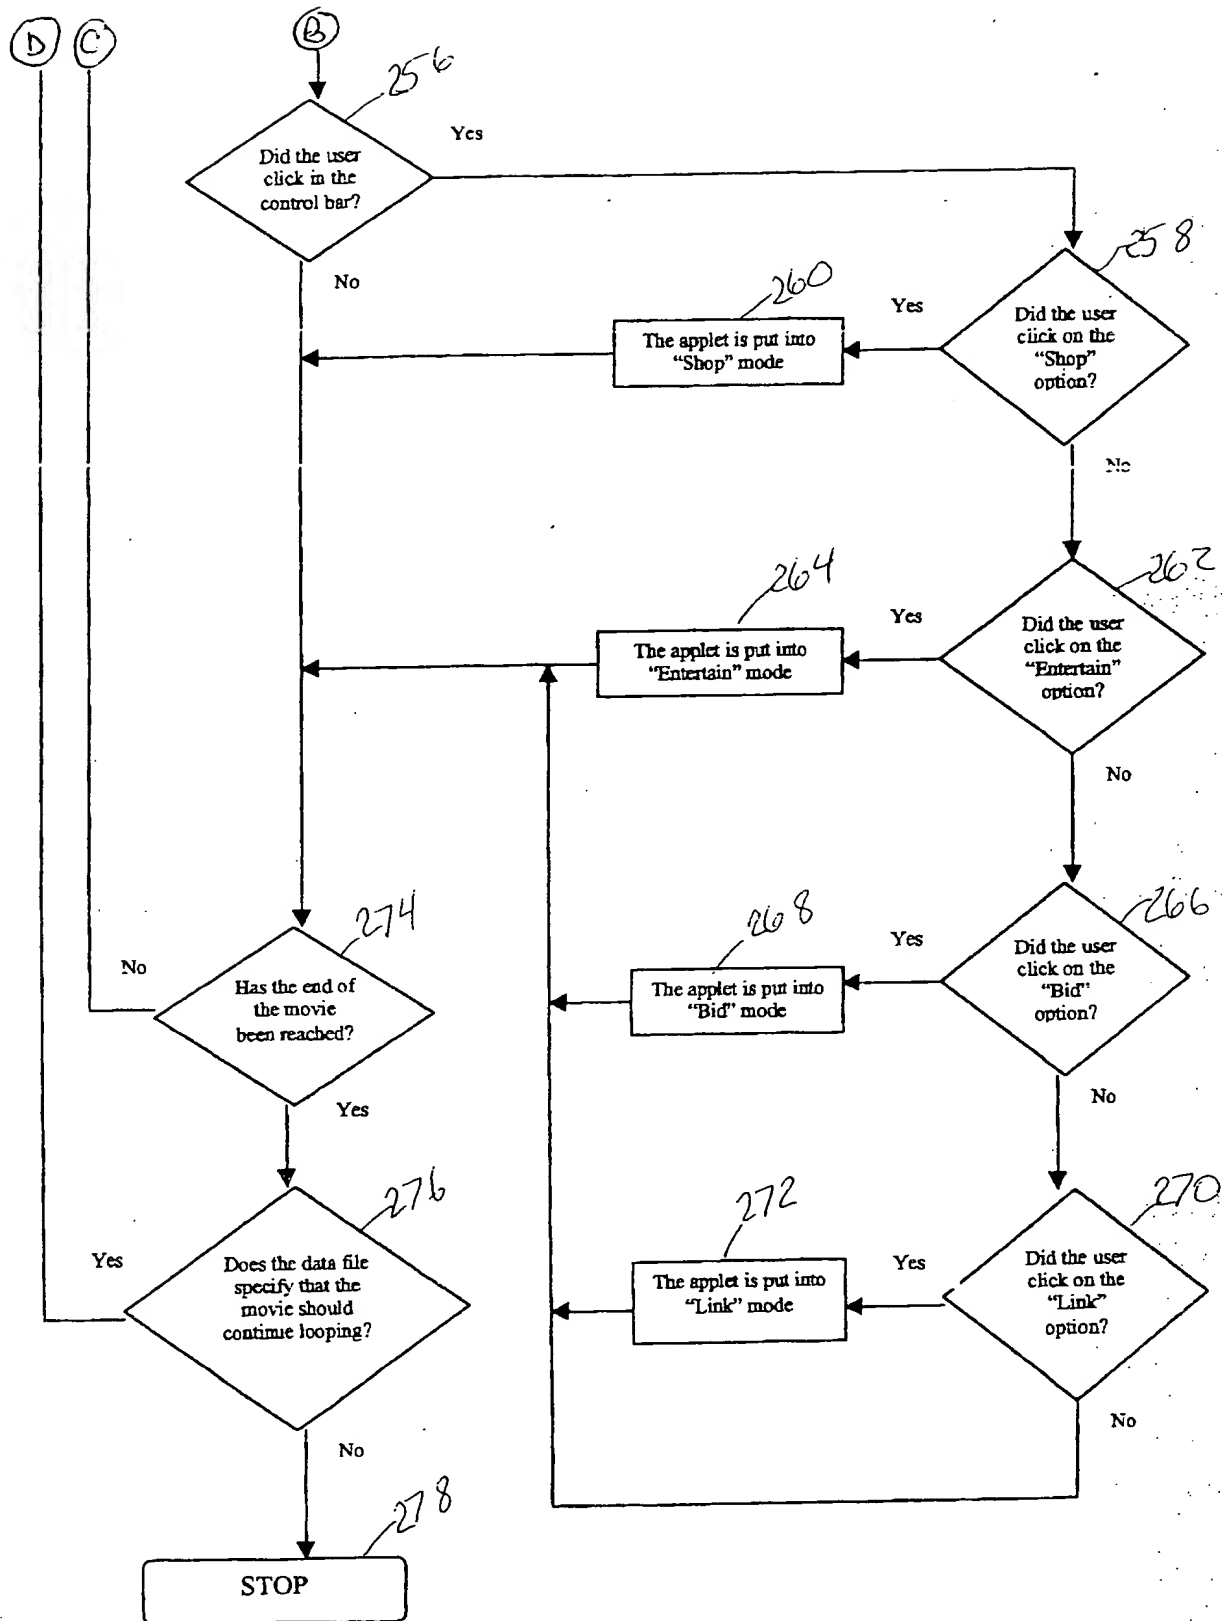 D
C
B
256
Did the user
click in the
control bar?
Yes
No
258
Did the user
click on the
“Shop”
option?
Yes
No
260
The applet is put into
“Shop” mode
262
Did the user
click on the
“Entertain”
option?
Yes
No
264
The applet is put into
“Entertain” mode
266
Did the user
click on the
“Bid”
option?
Yes
No
268
The applet is put into
“Bid” mode
270
Did the user
click on the
“Link”
option?
Yes
No
272
The applet is put into
“Link” mode
274
Has the end of
the movie
been reached?
No
Yes
276
Does the data file
specify that the
movie should
continue looping?
Yes
No
278
STOP